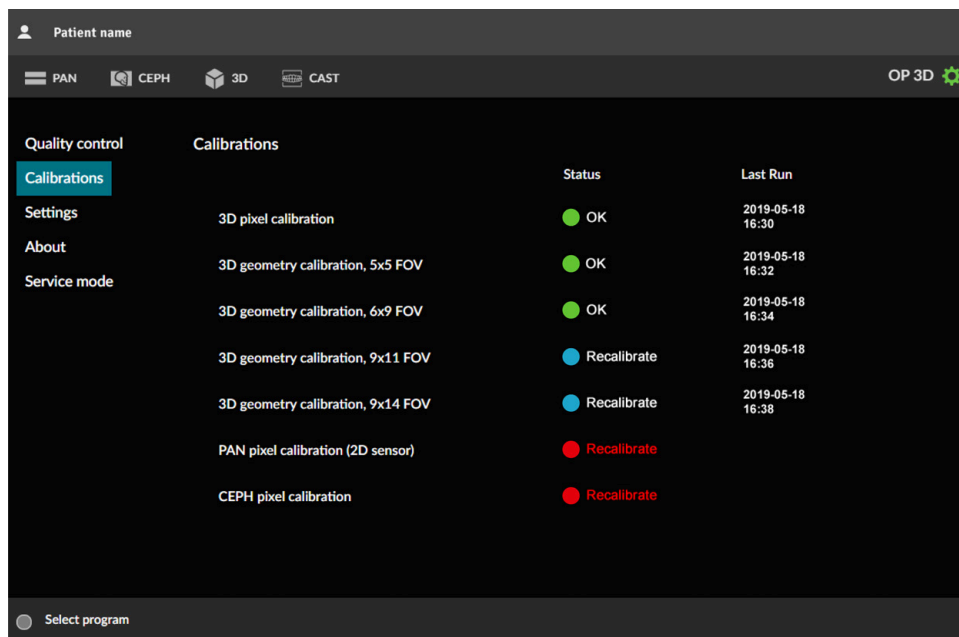 Patient name
PAN CEPH 3D CAST OP 3D
Quality control
Calibrations
Settings
About
Service mode
Calibrations
Status Last Run
3D pixel calibration OK 2019-05-18
16:30
3D geometry calibration, 5x5 FOV OK 2019-05-18
16:32
3D geometry calibration, 6x9 FOV OK 2019-05-18
16:34
3D geometry calibration, 9x11 FOV Recalibrate 2019-05-18
16:36
3D geometry calibration, 9x14 FOV Recalibrate 2019-05-18
16:38
PAN pixel calibration (2D sensor) Recalibrate
CEPH pixel calibration Recalibrate
Select program